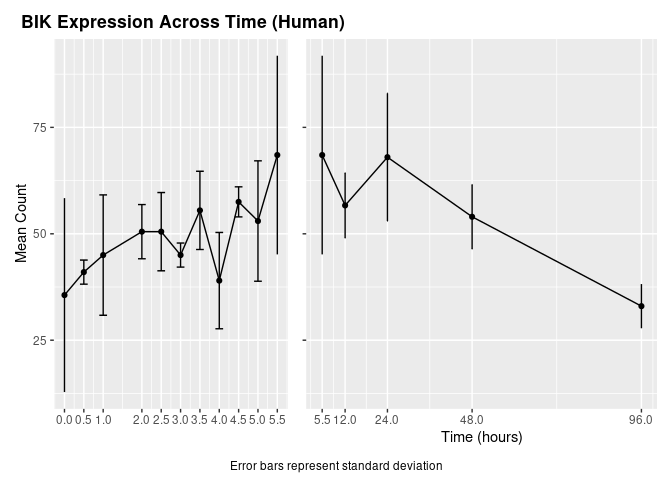 BIK Expression Across Time (Human)
Mean Count
75
50
25
0.0 0.5 1.0 2.0 2.5 3.0 3.5 4.0 4.5 5.0 5.5
5.5 12.0 24.0 48.0 96.0
Time (hours)
Error bars represent standard deviation